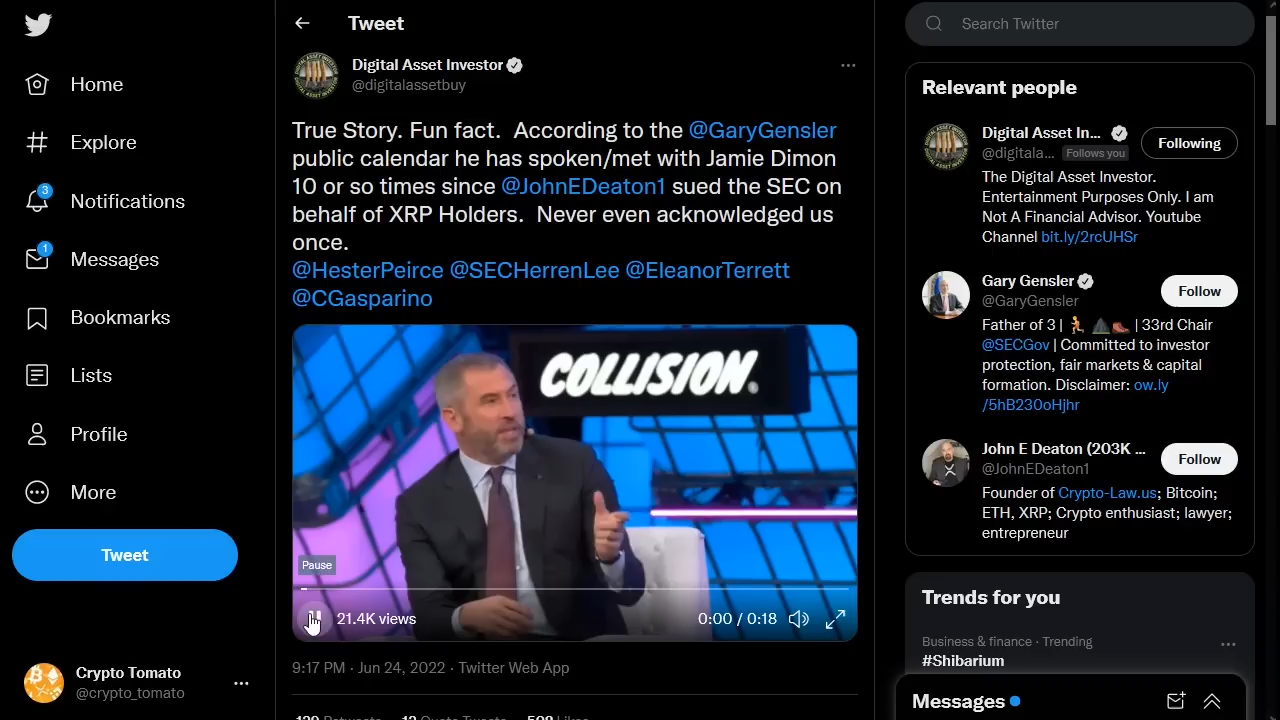 Home
Explore
3
Notifications
1
Messages
Bookmarks
Lists
Profile
More
Tweet
Crypto Tomato
@crypto_tomato
Tweet
Digital Asset Investor
@digitalassetbuy
True Story. Fun fact.  According to the @GaryGensler
public calendar he has spoken/met with Jamie Dimon
10 or so times since @JohnEDeaton1 sued the SEC on
behalf of XRP Holders.  Never even acknowledged us
once.
@HesterPeirce @SECHerrenLee @EleanorTerrett
@CGasparino
COLLISION.
Pause
21.4K views
0:00 / 0:18
9:17 PM · Jun 24, 2022 · Twitter Web App
Search Twitter
Relevant people
Digital Asset In...
@digitala... Follows you
Following
The Digital Asset Investor.
Entertainment Purposes Only. I am
Not A Financial Advisor. Youtube
Channel bit.ly/2rcUHSr
Gary Gensler
@GaryGensler
Follow
Father of 3 | | 33rd Chair
@SECGov | Committed to investor
protection, fair markets & capital
formation. Disclaimer: ow.ly
/5hB230oHjhr
John E Deaton (203K ...
@JohnEDeaton1
Follow
Founder of Crypto-Law.us; Bitcoin;
ETH, XRP; Crypto enthusiast; lawyer;
entrepreneur
Trends for you
Business & finance · Trending
#Shibarium
Messages